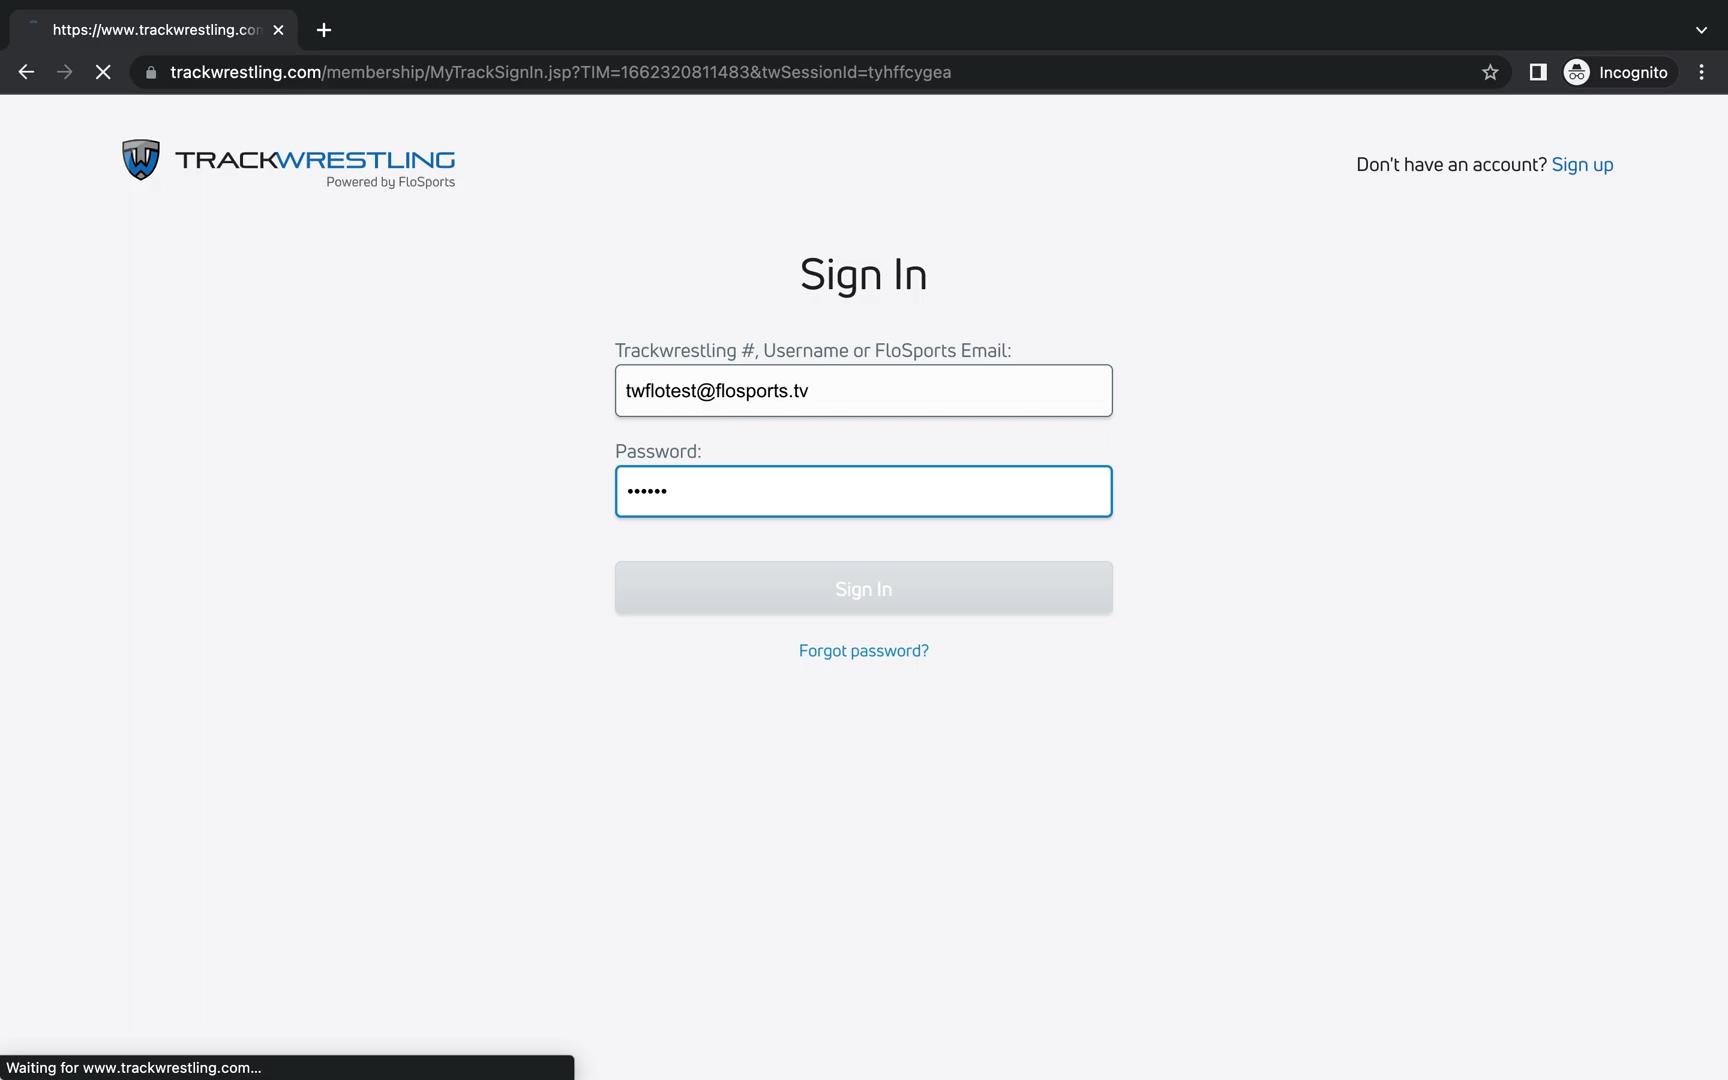 https://www.trackwrestling.con
trackwrestling.com/membership/MyTrackSignIn.jsp?TIM=1662320811483&twSessionId=tyhffcygea
Incognito
TRACKWRESTLING
Powered by FloSports
Don't have an account? Sign up
Sign In
Trackwrestling #, Username or FloSports Email:
twflotest@flosports.tv
Password:
••••••
Sign In
Forgot password?
Waiting for www.trackwrestling.com...